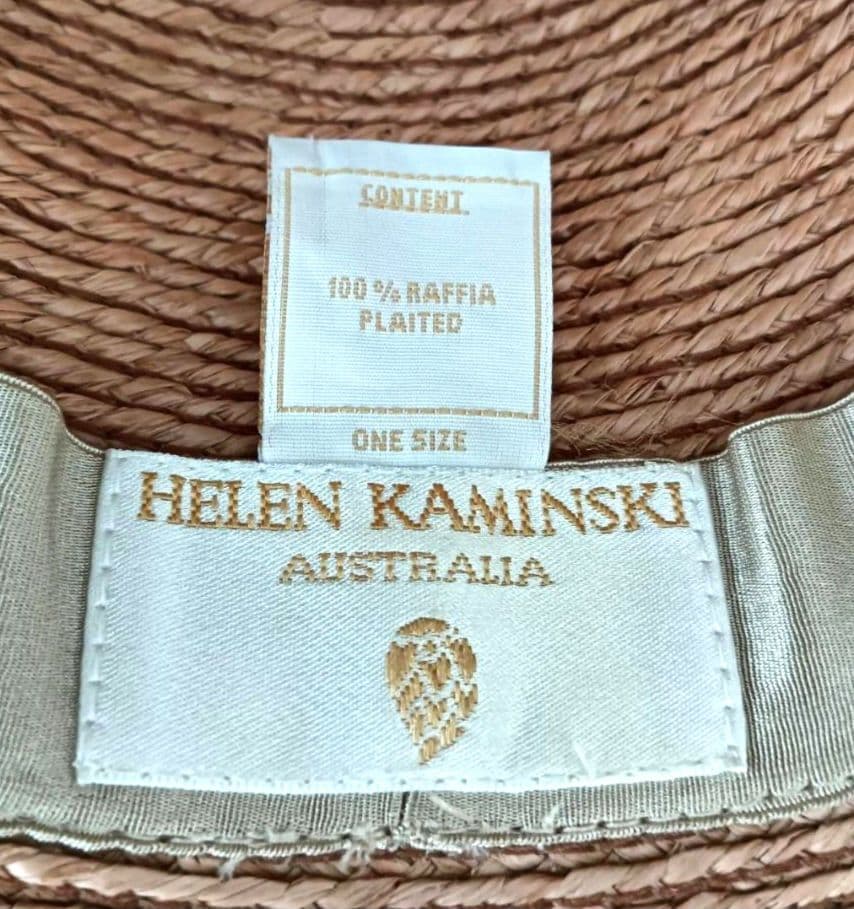 CONTENT
100 % RAFFIA
PLAITED
ONE SIZE
HELEN KAMINSKI
AUSTRALIA